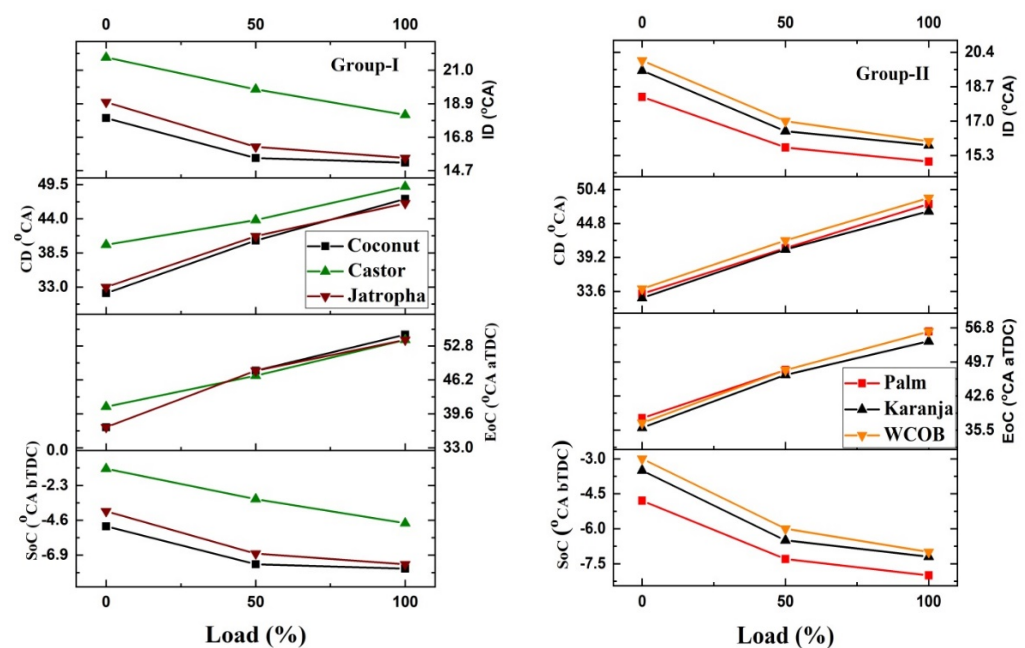 0 50 100
Group-I
21.0
18.9
16.8
14.7
ID (°CA)
49.5
44.0
38.5
33.0
CD (°CA)
Coconut
Castor
Jatropha
52.8
46.2
39.6
33.0
EoC (°CA aTDC)
0.0
-2.3
-4.6
-6.9
SoC (°CA bTDC)
0 50 100
Load (%)
0 50 100
Group-II
20.4
18.7
17.0
15.3
ID (°CA)
50.4
44.8
39.2
33.6
CD (°CA)
56.8
49.7
42.6
35.5
EoC (°CA aTDC)
Palm
Karanja
WCOB
-3.0
-4.5
-6.0
-7.5
SoC (°CA bTDC)
0 50 100
Load (%)